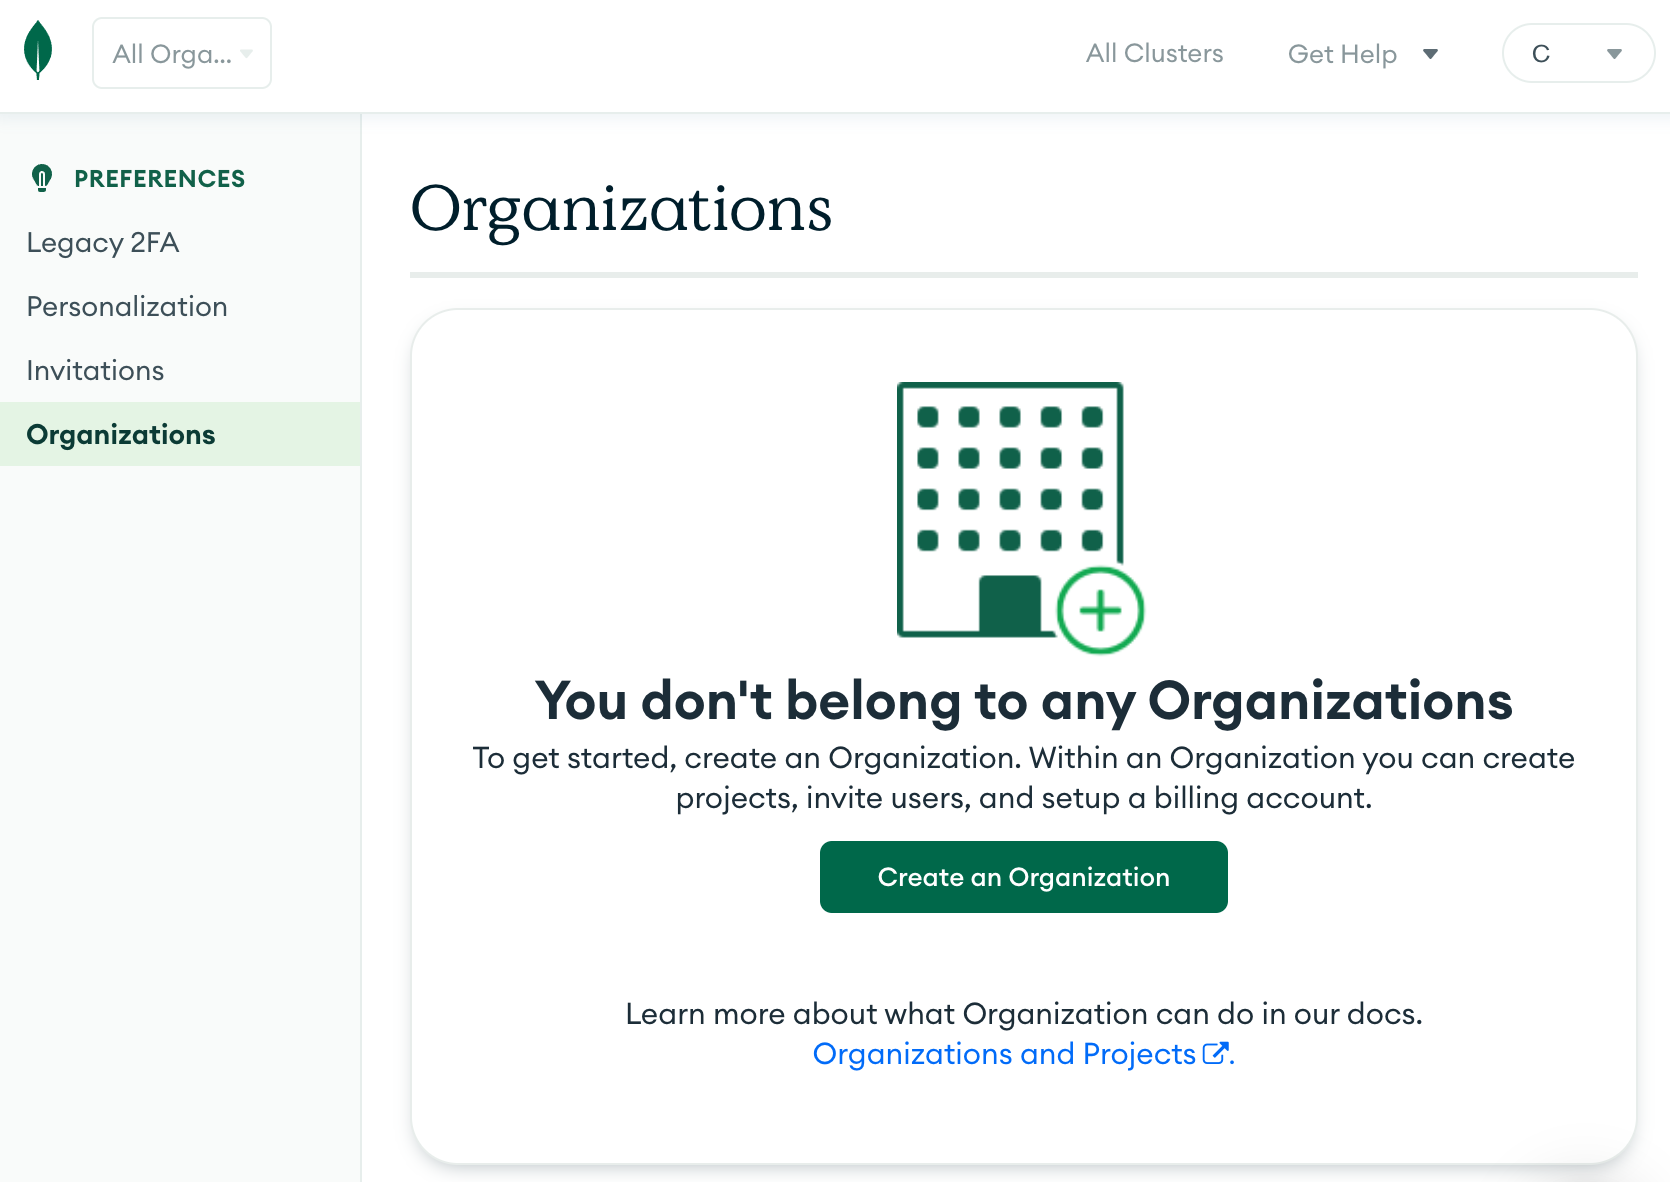 All Orga...
All Clusters
Get Help
C
PREFERENCES
Legacy 2FA
Personalization
Invitations
Organizations
Organizations
You don't belong to any Organizations
To get started, create an Organization. Within an Organization you can create
projects, invite users, and setup a billing account.
Create an Organization
Learn more about what Organization can do in our docs.
Organizations and Projects.